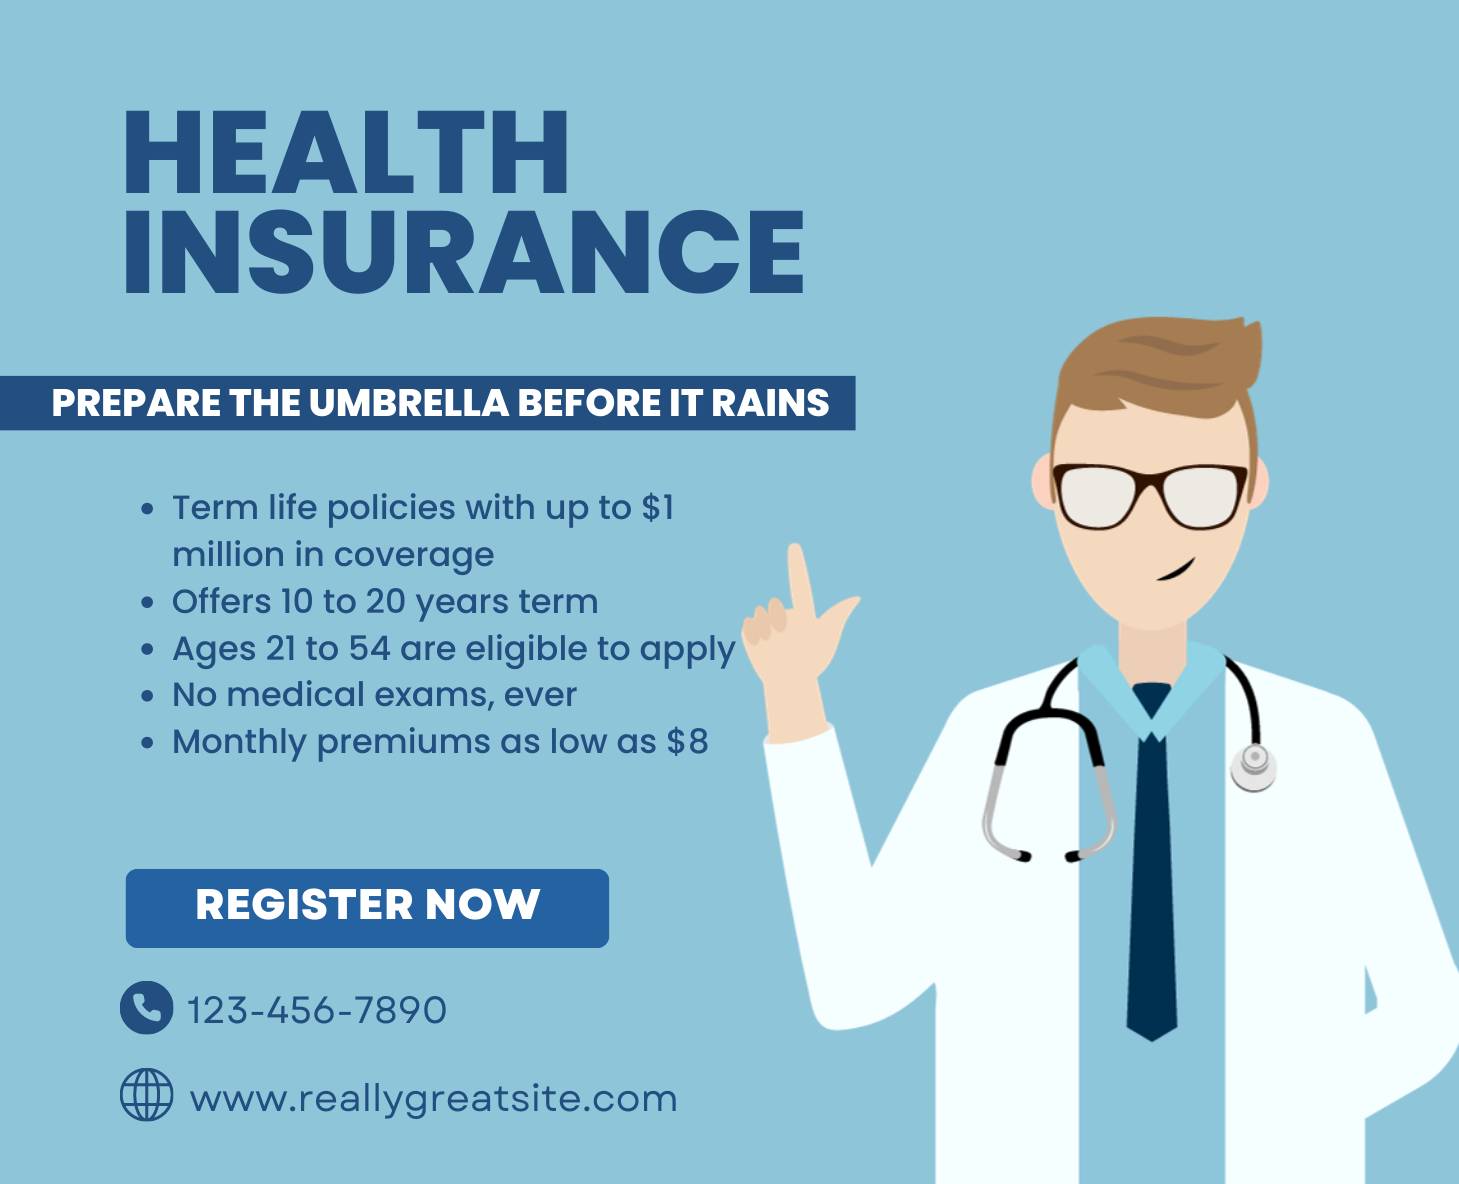 HEALTH
INSURANCE
PREPARE THE UMBRELLA BEFORE IT RAINS
• Term life policies with up to $1
million in coverage
• Offers 10 to 20 years term
• Ages 21 to 54 are eligible to apply
• No medical exams, ever
• Monthly premiums as low as $8
REGISTER NOW
123-456-7890
www.reallygreatsite.com